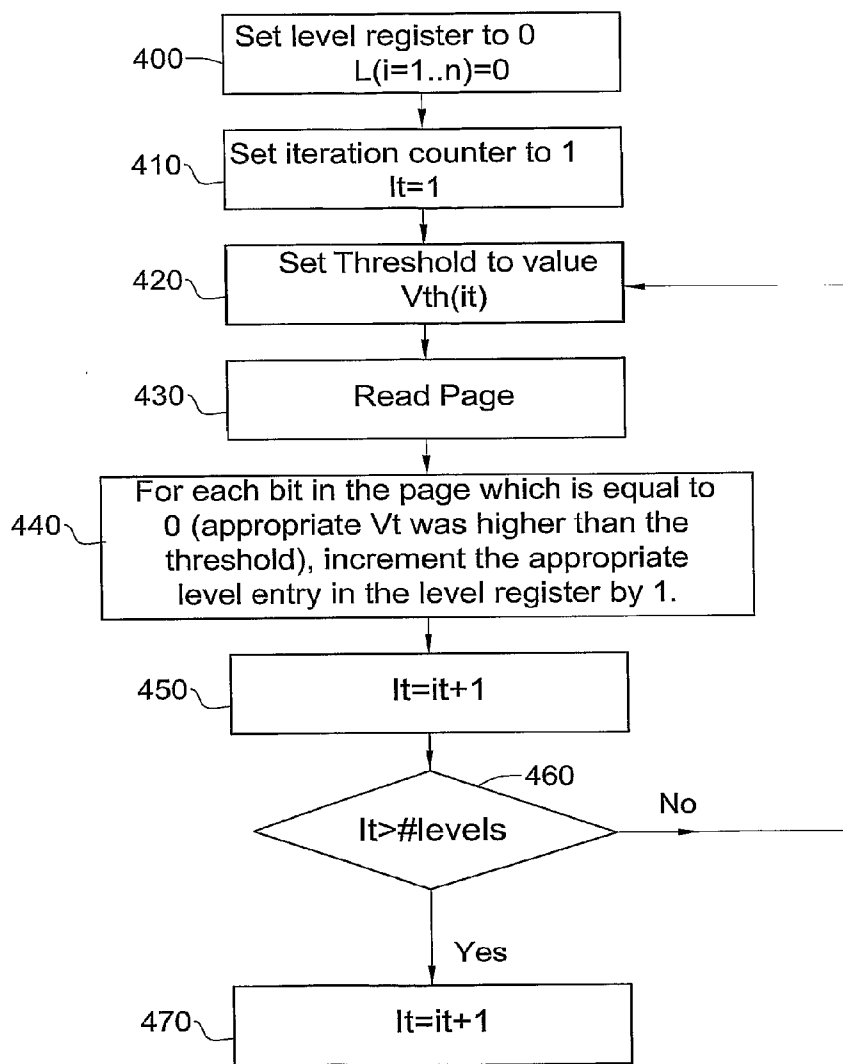 400
Set level register to 0
L(i=1..n)=0
410
Set iteration counter to 1
It=1
420
Set Threshold to value
Vth(it)
430
Read Page
440
For each bit in the page which is equal to
0 (appropriate Vt was higher than the
threshold), increment the appropriate
level entry in the level register by 1.
450
It=it+1
460
It>#levels
No
Yes
470
It=it+1